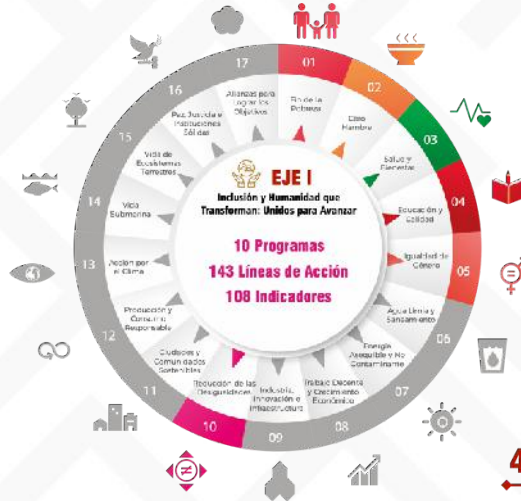 EJE I
Inclusión y Humanidad que
Transforman: Unidos para Avanzar
10 Programas
143 Líneas de Acción
108 Indicadores
01
Fin de la
Pobreza
02
Cero
Hambre
03
Salud y
Bienestar
04
Educación y
Calidad
05
Igualdad de
Género
06
Agua Limia y
Saneamiento
07
Energía
Asequible y No
Contaminante
08
Trabajo Decente
y Crecimiento
Económico
09
Industria,
Innovación e
Infraestructura
10
Reducción de las
Desigualdades
11
Ciudades y
Comunidades
Sostenibles
12
Producción y
Consumo
Responsable
13
Acción por
el Clima
14
Vida
Submarina
15
Vida de
Ecosistemas
Terrestres
16
Paz, Justicia e
Instituciones
Sólidas
17
Alianzas para
Lograr los
Objetivos
4